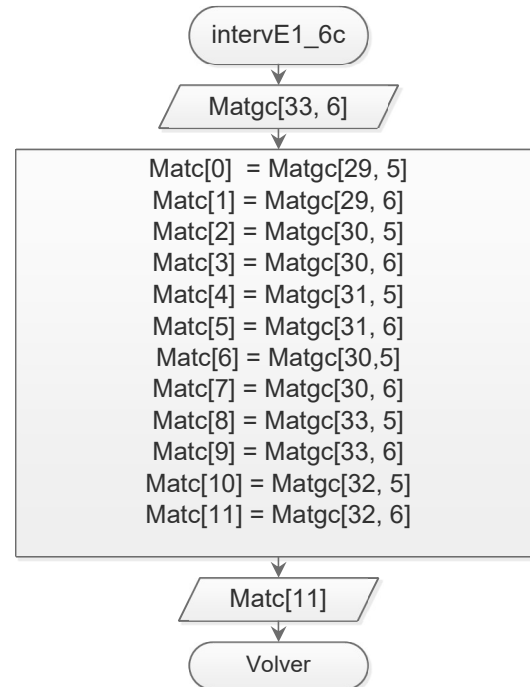 intervE1_6c
Matgc[33, 6]
Matc[0]  = Matgc[29, 5]
Matc[1] = Matgc[29, 6]
Matc[2] = Matgc[30, 5]
Matc[3] = Matgc[30, 6]
Matc[4] = Matgc[31, 5]
Matc[5] = Matgc[31, 6]
Matc[6] = Matgc[30,5]
Matc[7] = Matgc[30, 6]
Matc[8] = Matgc[33, 5]
Matc[9] = Matgc[33, 6]
Matc[10] = Matgc[32, 5]
Matc[11] = Matgc[32, 6]
Matc[11]
Volver